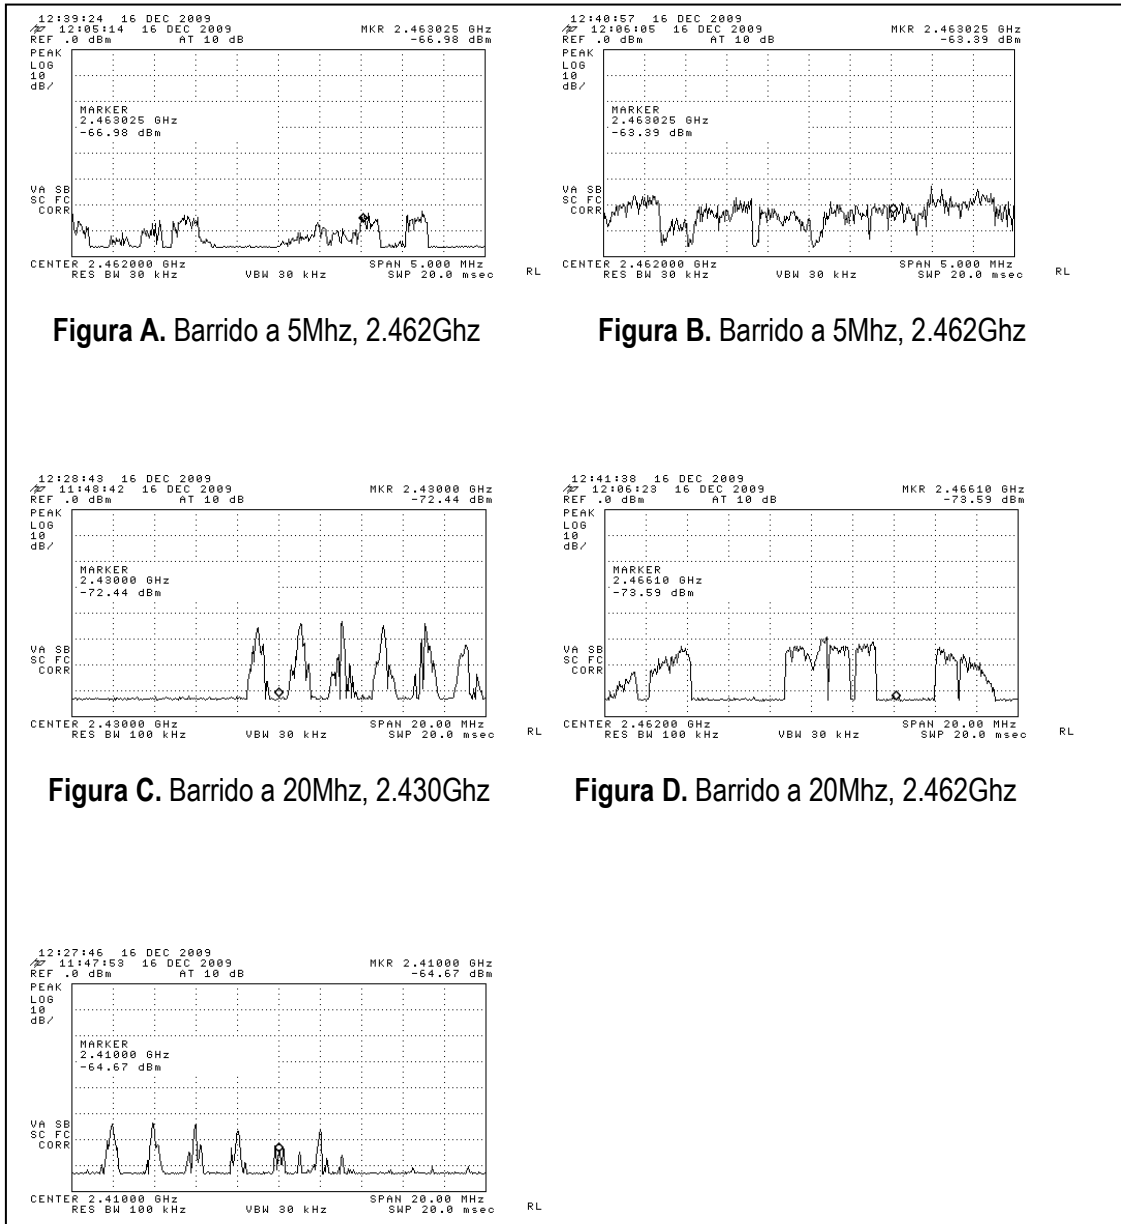 12:39:24 16 DEC 2009
hp 12:05:14 16 DEC 2009 MKR 2.463025 GHz
REF .0 dBm AT 10 dB -66.98 dBm
PEAK
LOG
10
dB/
MARKER
2.463025 GHz
-66.98 dBm
VA SB
SC FC
CORR
CENTER 2.462000 GHz SPAN 5.000 MHz
RES BW 30 kHz VBW 30 kHz SWP 20.0 msec RL
Figura A. Barrido a 5Mhz, 2.462Ghz
12:40:57 16 DEC 2009
hp 12:06:05 16 DEC 2009 MKR 2.463025 GHz
REF .0 dBm AT 10 dB -63.39 dBm
PEAK
LOG
10
dB/
MARKER
2.463025 GHz
-63.39 dBm
VA SB
SC FC
CORR
CENTER 2.462000 GHz SPAN 5.000 MHz
RES BW 30 kHz VBW 30 kHz SWP 20.0 msec RL
Figura B. Barrido a 5Mhz, 2.462Ghz
12:28:43 16 DEC 2009
hp 11:48:42 16 DEC 2009 MKR 2.43000 GHz
REF .0 dBm AT 10 dB -72.44 dBm
PEAK
LOG
10
dB/
MARKER
2.43000 GHz
-72.44 dBm
VA SB
SC FC
CORR
CENTER 2.43000 GHz SPAN 20.00 MHz
RES BW 100 kHz VBW 30 kHz SWP 20.0 msec RL
Figura C. Barrido a 20Mhz, 2.430Ghz
12:41:38 16 DEC 2009
hp 12:06:23 16 DEC 2009 MKR 2.46610 GHz
REF .0 dBm AT 10 dB -73.59 dBm
PEAK
LOG
10
dB/
MARKER
2.46610 GHz
-73.59 dBm
VA SB
SC FC
CORR
CENTER 2.46200 GHz SPAN 20.00 MHz
RES BW 100 kHz VBW 30 kHz SWP 20.0 msec RL
Figura D. Barrido a 20Mhz, 2.462Ghz
12:27:46 16 DEC 2009
hp 11:47:53 16 DEC 2009 MKR 2.41000 GHz
REF .0 dBm AT 10 dB -64.67 dBm
PEAK
LOG
10
dB/
MARKER
2.41000 GHz
-64.67 dBm
VA SB
SC FC
CORR
CENTER 2.41000 GHz SPAN 20.00 MHz
RES BW 100 kHz VBW 30 kHz SWP 20.0 msec RL